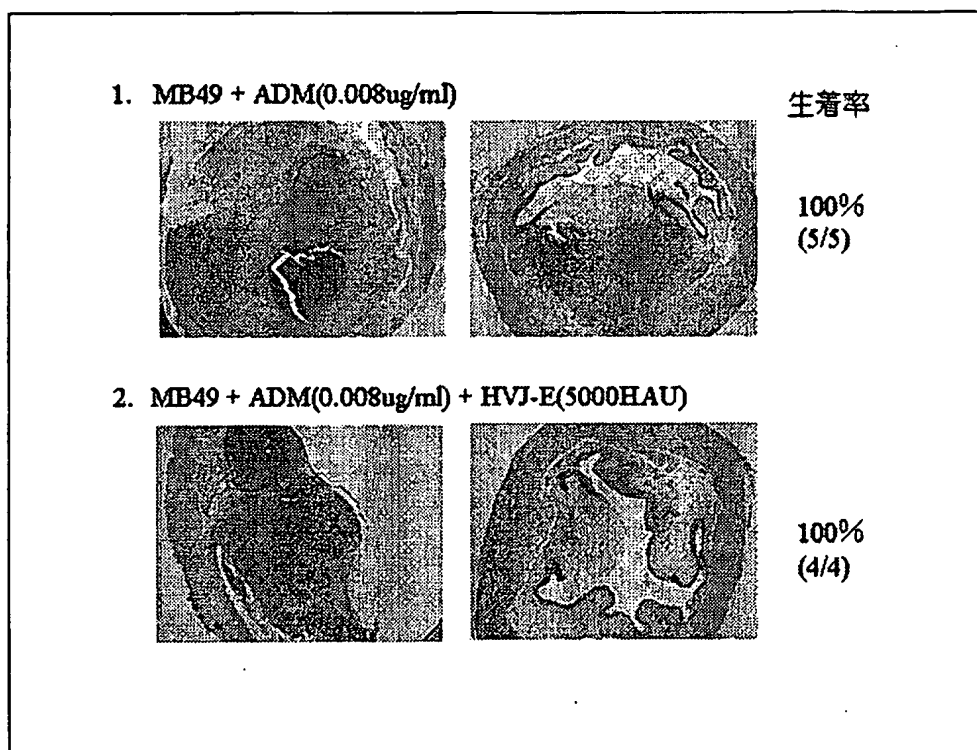 1. MB49 + ADM(0.008ug/ml)
生着率
100%
(5/5)
2. MB49 + ADM(0.008ug/ml) + HVJ-E(5000HAU)
100%
(4/4)